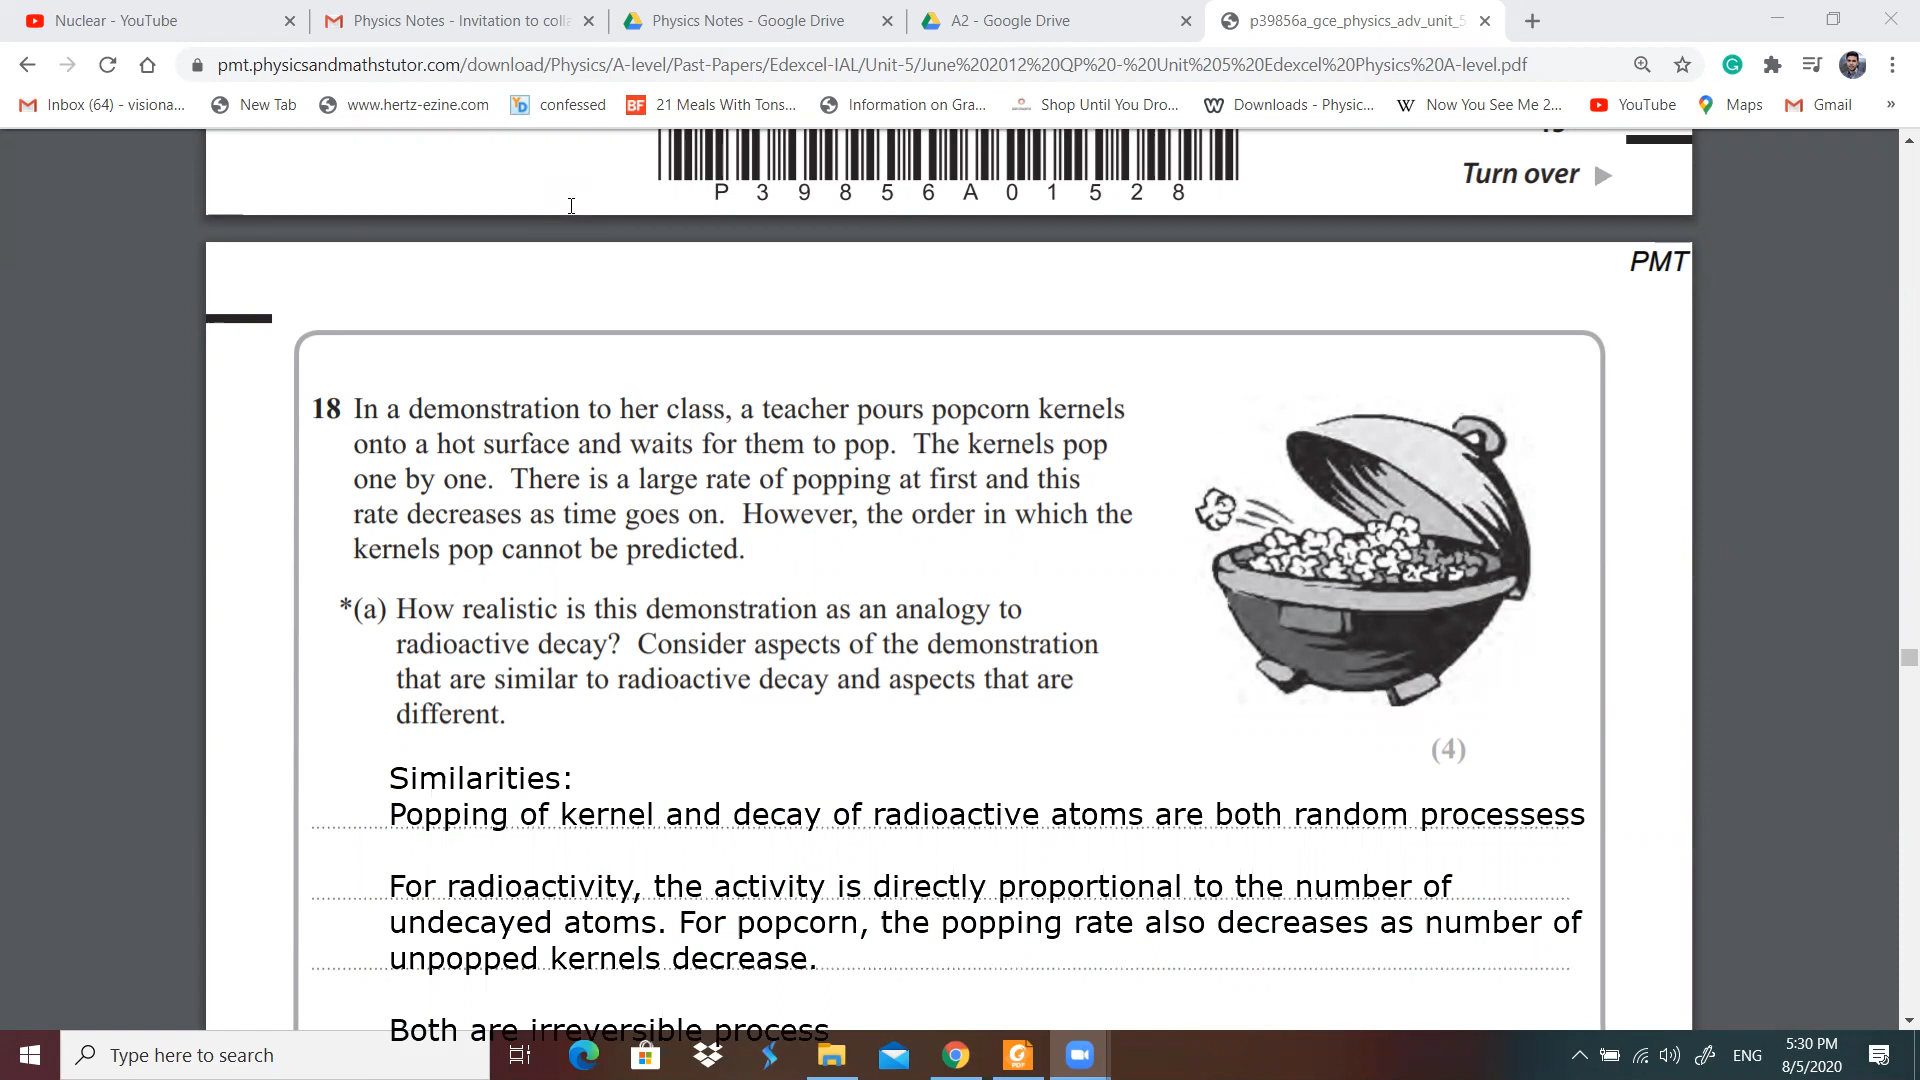 Nuclear - YouTube
Physics Notes - Invitation to colla
Physics Notes - Google Drive
A2 - Google Drive
p39856a_gce_physics_adv_unit_5
pmt.physicsandmathstutor.com/download/Physics/A-level/Past-Papers/Edexcel-IAL/Unit-5/June%202012%20QP%20-%20Unit%205%20Edexcel%20Physics%20A-level.pdf
Inbox (64) - visiona... New Tab www.hertz-ezine.com YD confessed BF 21 Meals With Tons... Information on Gra... Shop Until You Dro... Downloads - Physic... W Now You See Me 2... YouTube Maps Gmail »
Turn over
P 3 9 8 5 6 A 0 1 5 2 8
PMT
18 In a demonstration to her class, a teacher pours popcorn kernels
onto a hot surface and waits for them to pop. The kernels pop
one by one. There is a large rate of popping at first and this
rate decreases as time goes on. However, the order in which the
kernels pop cannot be predicted.
*(a) How realistic is this demonstration as an analogy to
radioactive decay? Consider aspects of the demonstration
that are similar to radioactive decay and aspects that are
different.
(4)
Similarities:
Popping of kernel and decay of radioactive atoms are both random processess
For radioactivity, the activity is directly proportional to the number of
undecayed atoms. For popcorn, the popping rate also decreases as number of
unpopped kernels decrease.
Both are irreversible process
Type here to search
ENG
5:30 PM
8/5/2020